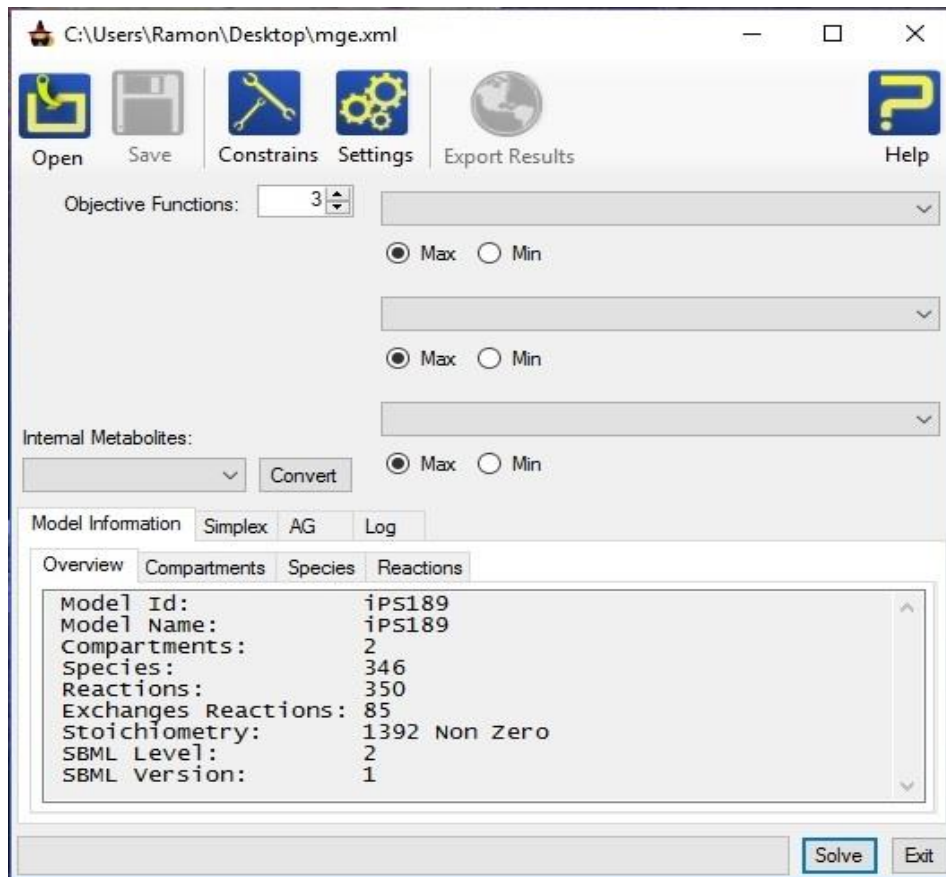 C:\Users\Ramon\Desktop\mge.xml
Open Save Constrains Settings Export Results Help
Objective Functions: 3
Max Min
Max Min
Internal Metabolites:
Convert Max Min
Model Information Simplex AG Log
Overview Compartments Species Reactions
Model Id: iPS189
Model Name: iPS189
Compartments: 2
Species: 346
Reactions: 350
Exchanges Reactions: 85
Stoichiometry: 1392 Non Zero
SBML Level: 2
SBML Version: 1
Solve Exit